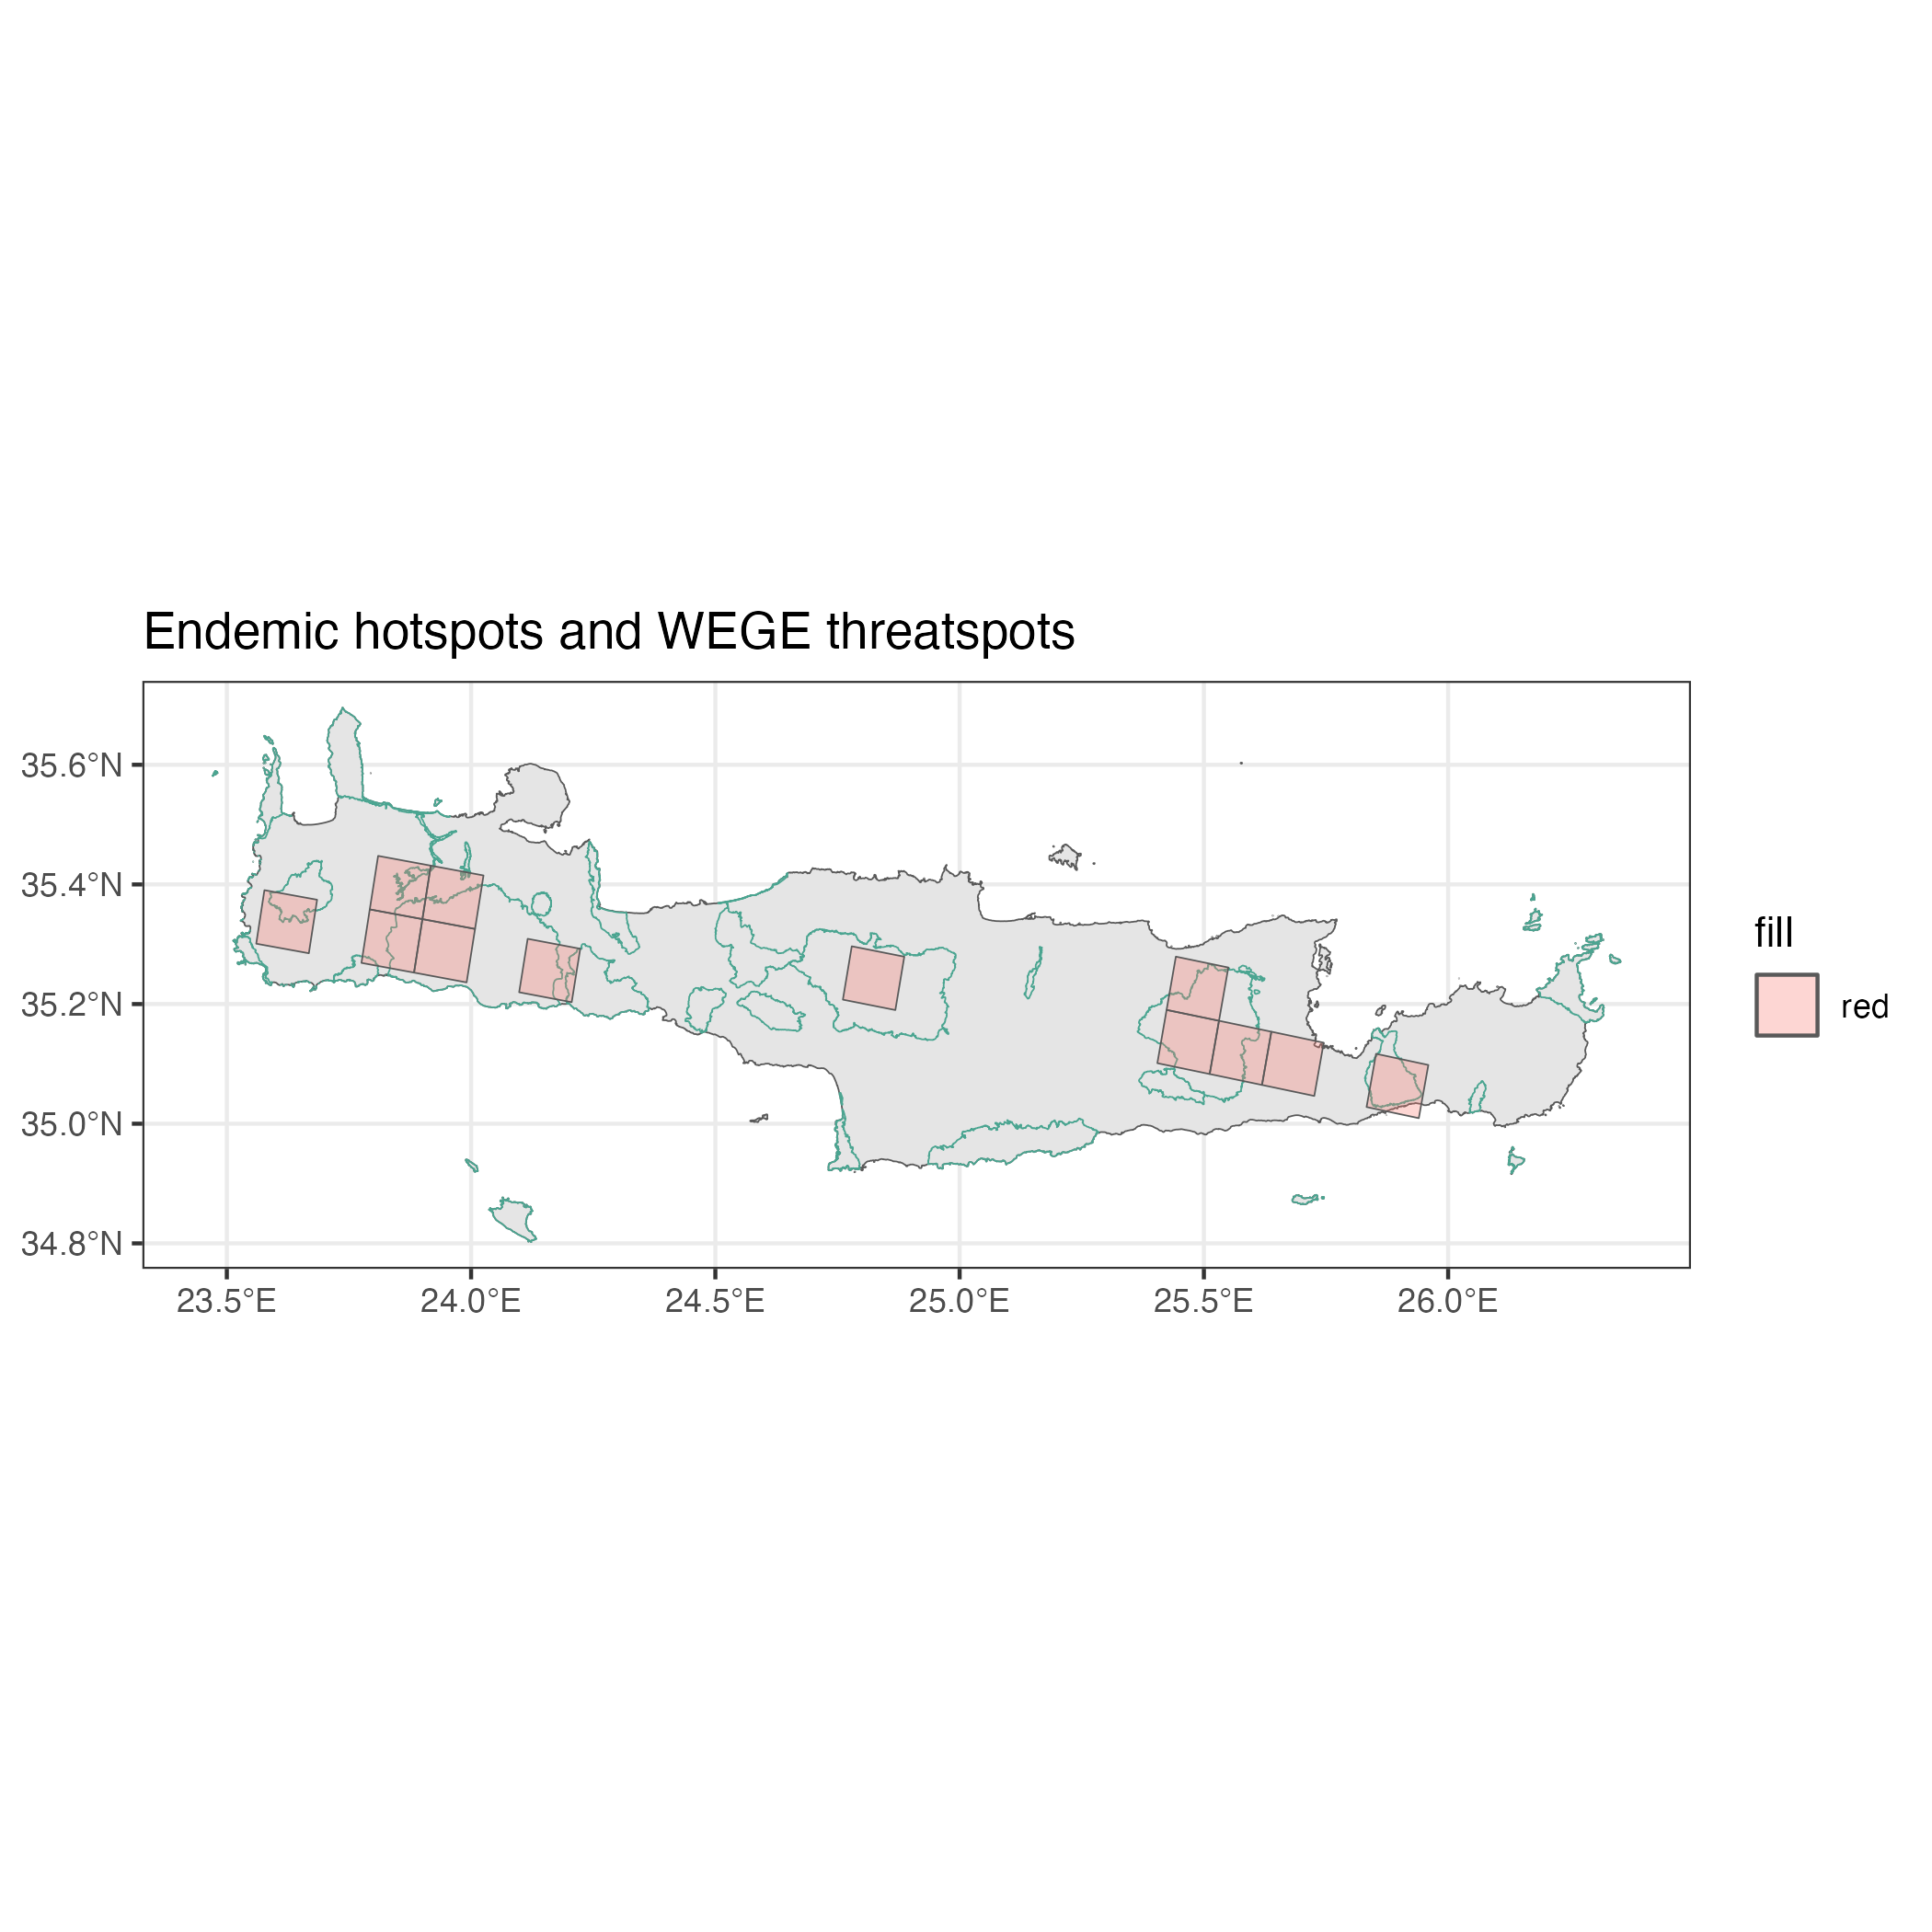 Endemic hotspots and WEGE threatspots
35.6°N
35.4°N
35.2°N
35.0°N
34.8°N
23.5°E
24.0°E
24.5°E
25.0°E
25.5°E
26.0°E
fill
red